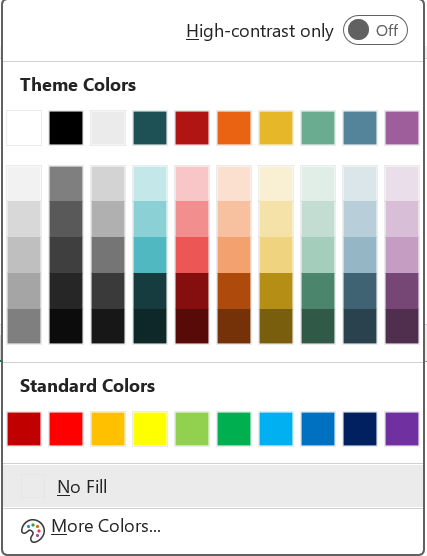 High-contrast only Off
Theme Colors
Standard Colors
No Fill
More Colors...